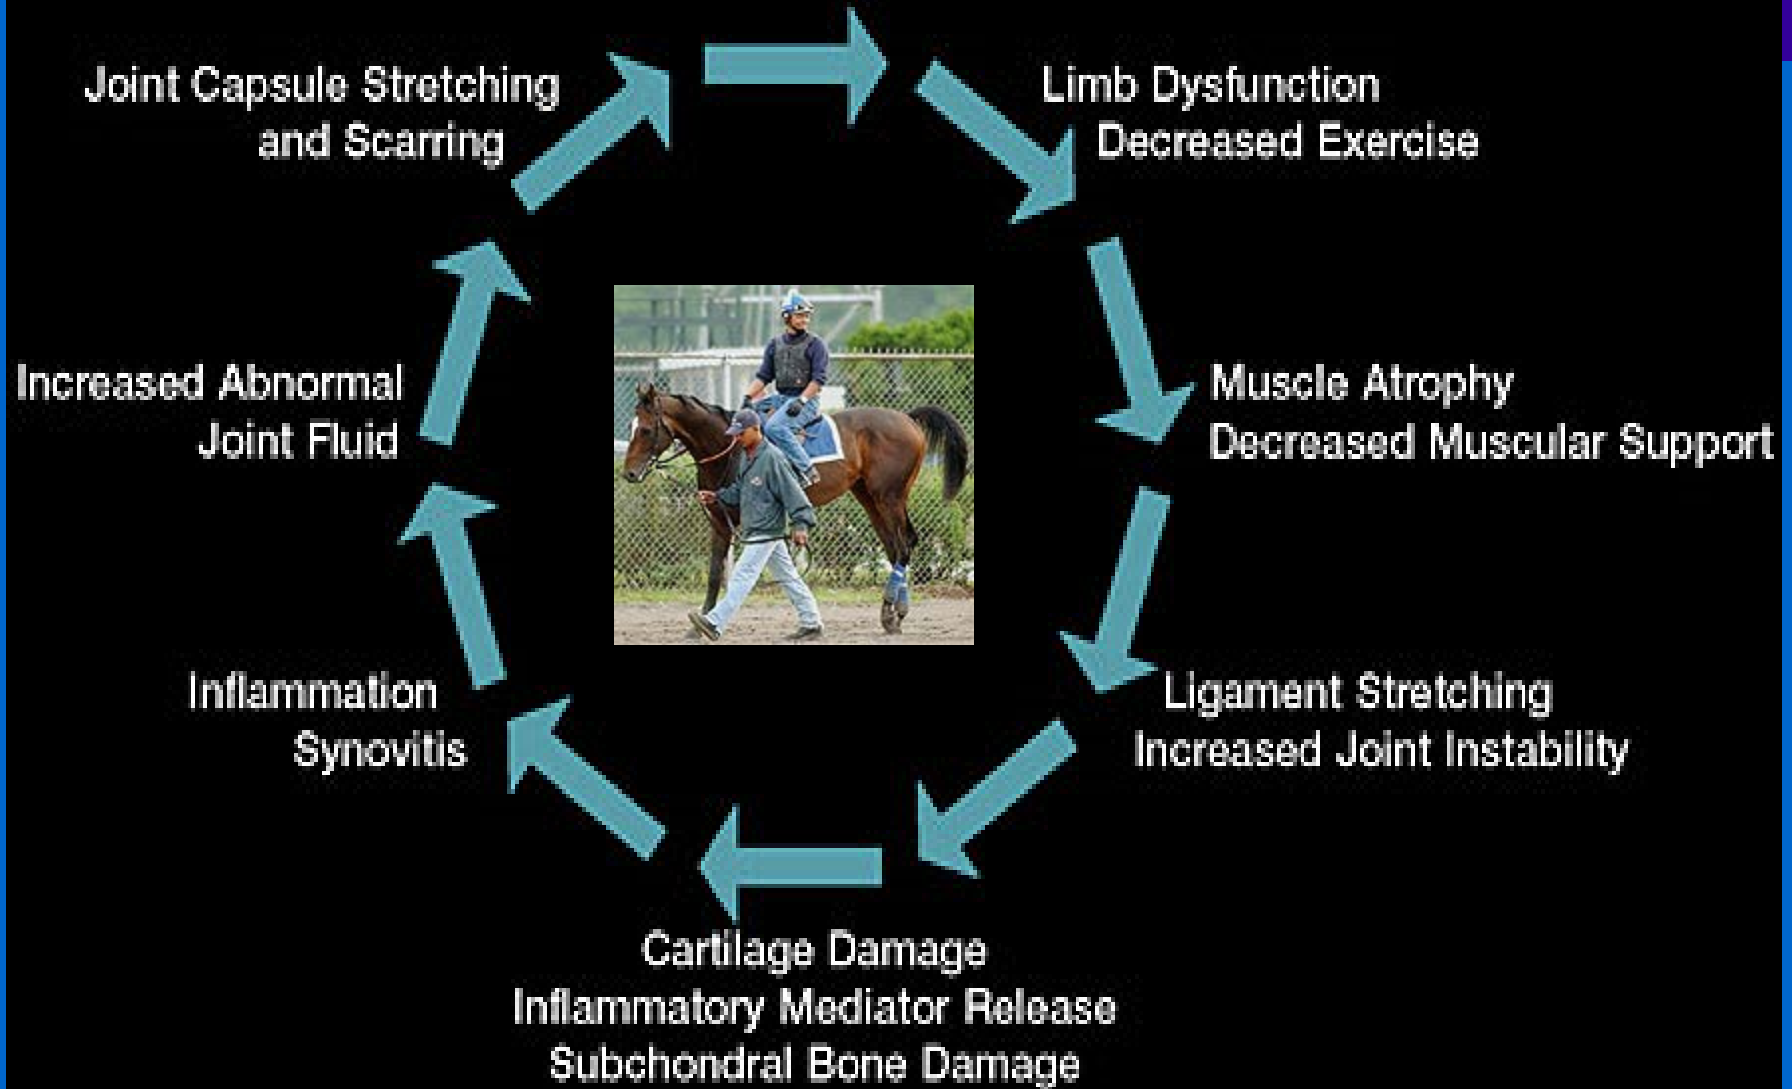 Joint Capsule Stretching
and Scarring
Limb Dysfunction
Decreased Exercise
Increased Abnormal
Joint Fluid
Muscle Atrophy
Decreased Muscular Support
Inflammation
Synovitis
Ligament Stretching
Increased Joint Instability
Cartilage Damage
Inflammatory Mediator Release
Subchondral Bone Damage